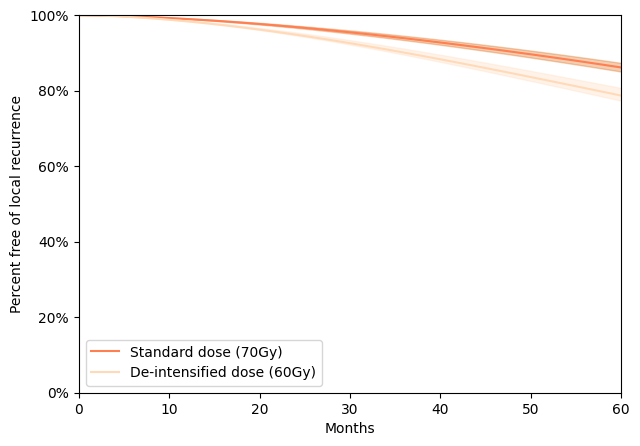 100%
80%
60%
40%
20%
0%
Percent free of local recurrence
Standard dose (70Gy)
De-intensified dose (60Gy)
0 10 20 30 40 50 60
Months